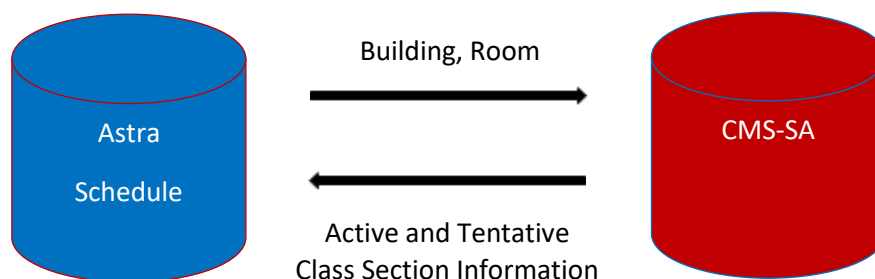 Building, Room
Astra
Schedule
CMS-SA
Active and Tentative
Class Section Information